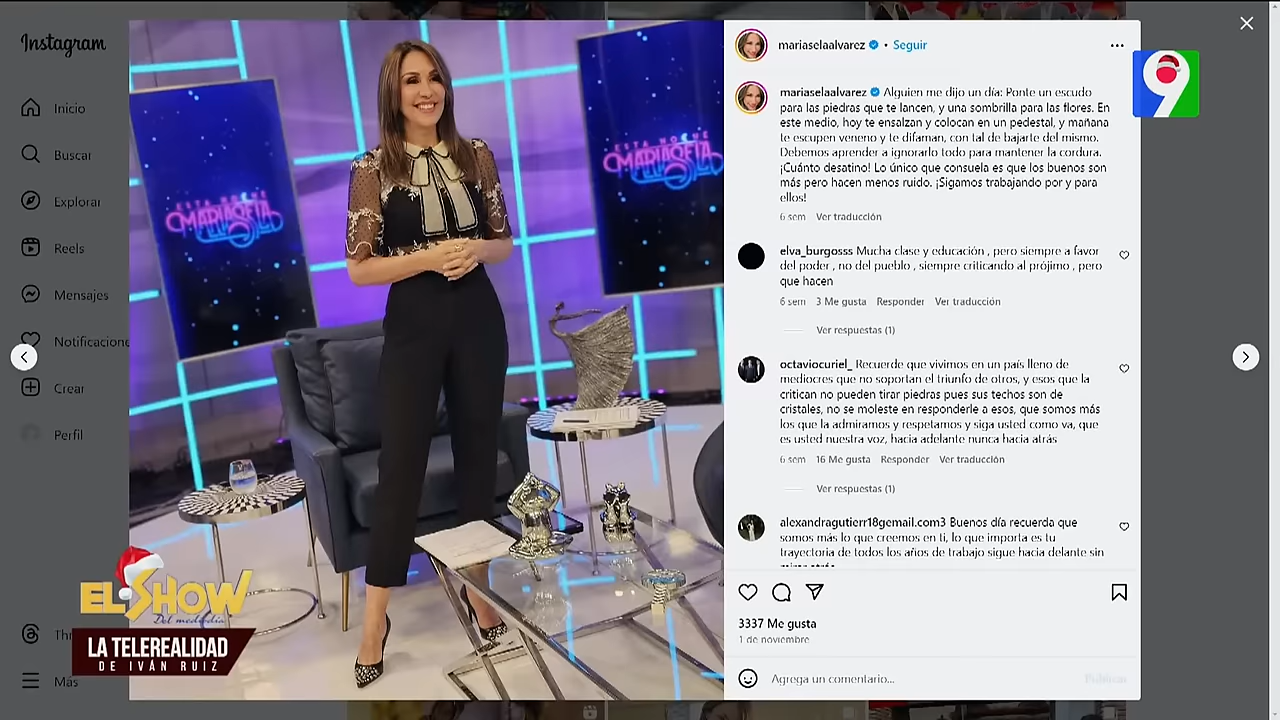 Instagram
Inicio
Buscar
Explorar
Reels
Mensajes
Notificacione
Crear
Perfil
Más
ESTA NOCHE
MARIASELA
ESTA NOCHE
MARIASELA
EL SHOW
Del mediodía
LA TELEREALIDAD
DE IVÁN RUIZ
mariaselaalvarez • Seguir
9
mariaselaalvarez Alguien me dijo un día: Ponte un escudo
para las piedras que te lancen, y una sombrilla para las flores. En
este medio, hoy te ensalzan y colocan en un pedestal, y mañana
te escupen veneno y te difaman, con tal de bajarte del mismo.
Debemos aprender a ignorarlo todo para mantener la cordura.
¡Cuánto desatino! Lo único que consuela es que los buenos son
más pero hacen menos ruido. ¡Sigamos trabajando por y para
ellos!
6 sem Ver traducción
elva_burgosss Mucha clase y educación , pero siempre a favor
del poder , no del pueblo , siempre criticando al prójimo , pero
que hacen
6 sem 3 Me gusta Responder Ver traducción
Ver respuestas (1)
octaviocuriel_ Recuerde que vivimos en un país lleno de
mediocres que no soportan el triunfo de otros, y esos que la
critican no pueden tirar piedras pues sus techos son de
cristales, no se moleste en responderle a esos, que somos más
los que la admiramos y respetamos y siga usted como va, que
es usted nuestra voz, hacia adelante nunca hacia atrás
6 sem 16 Me gusta Responder Ver traducción
Ver respuestas (1)
alexandragutierr18gemail.com3 Buenos día recuerda que
somos más lo que creemos en ti, lo que importa es tu
trayectoria de todos los años de trabajo sigue hacia delante sin
mirar atrás
3337 Me gusta
1 de noviembre
Agrega un comentario...
Publicar